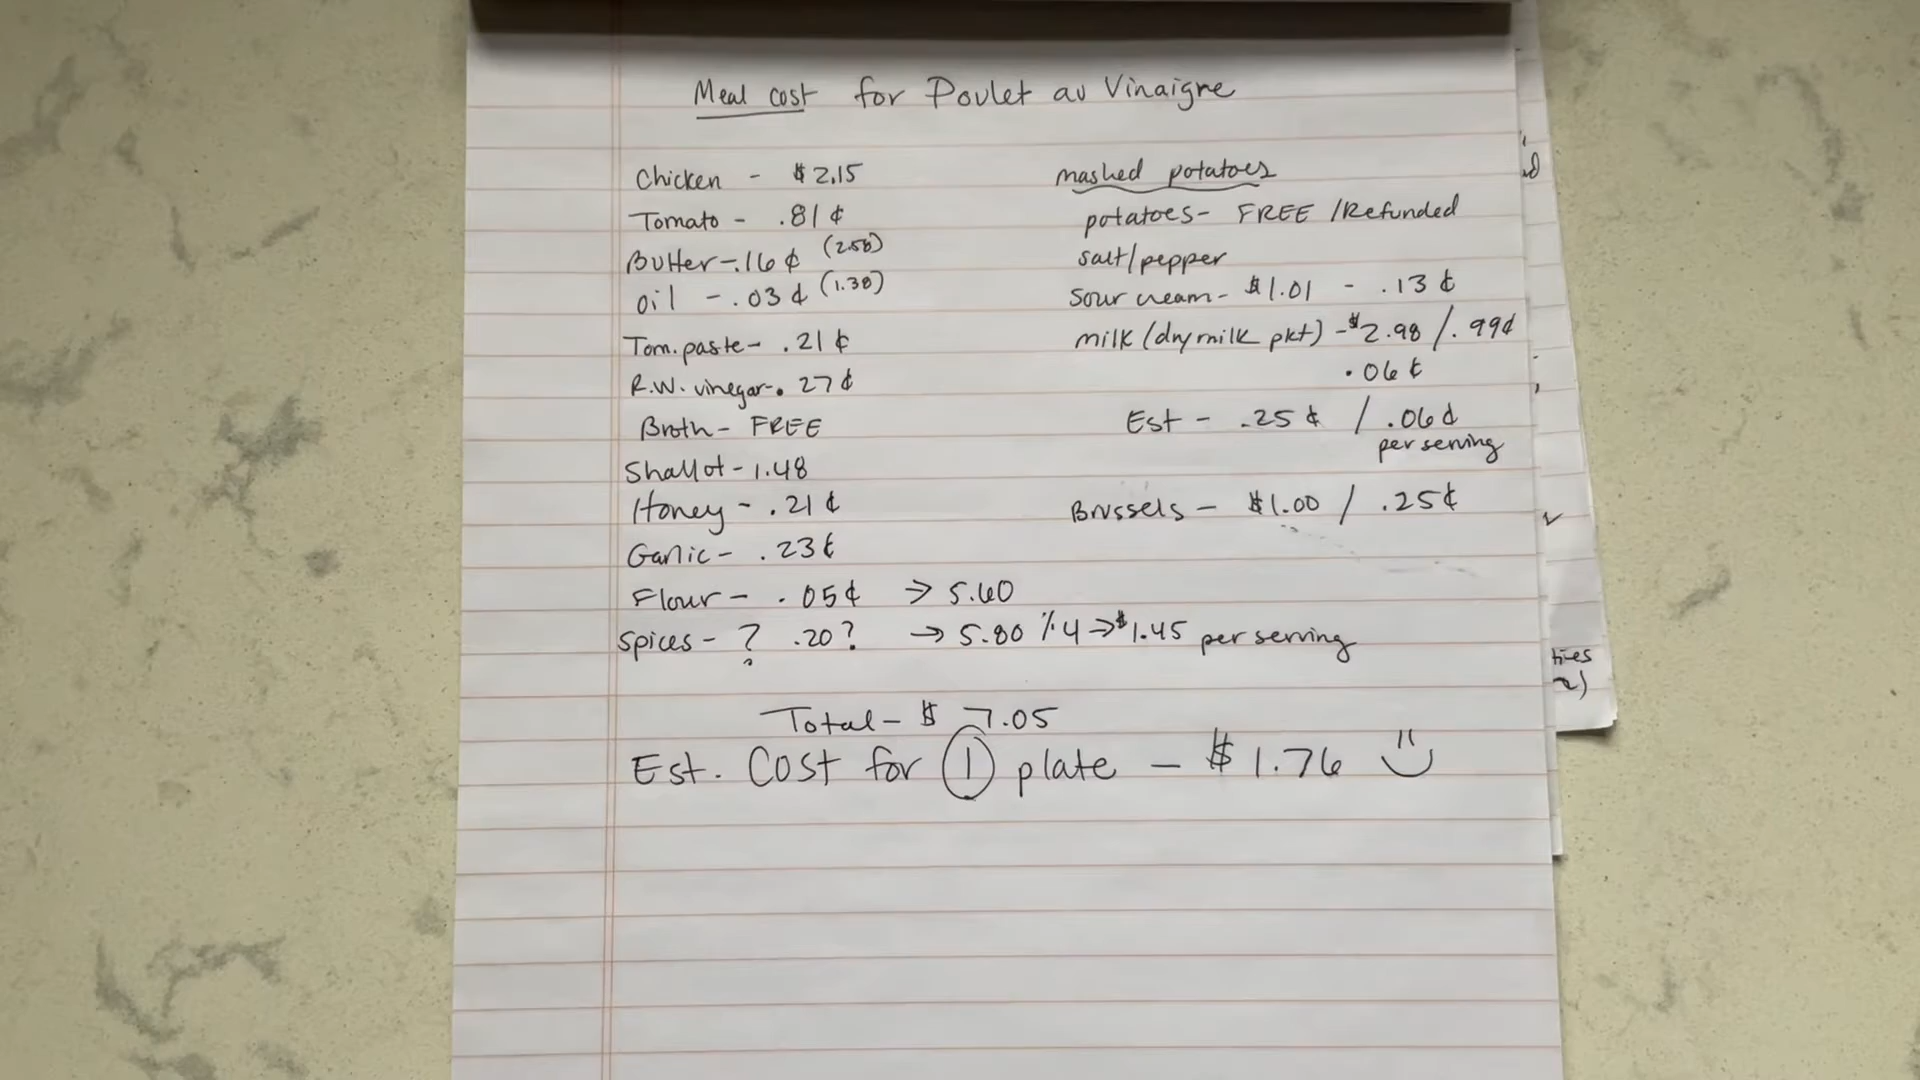 Meal cost for Poulet au Vinaigre
Chicken - $2.15
Tomato - .81¢
Butter - .16¢ (2.58)
oil - .03¢ (1.38)
Tom. paste - .21¢
R.W. vinegar - .27¢
Broth - FREE
Shallot - 1.48
Honey - .21¢
Garlic - .23¢
Flour - .05¢ → 5.60
Spices - ? .20? → 5.80 % 4 → $1.45 per serving
mashed potatoes
potatoes - FREE / Refunded
salt/pepper
Sour cream - $1.01 - .13¢
milk (dry milk pkt) - $2.98 / .99¢
.06¢
Est - .25¢ / .06¢
per serving
Brussels - $1.00 / .25¢
Total - $ 7.05
Est. Cost for 1 plate - $1.76